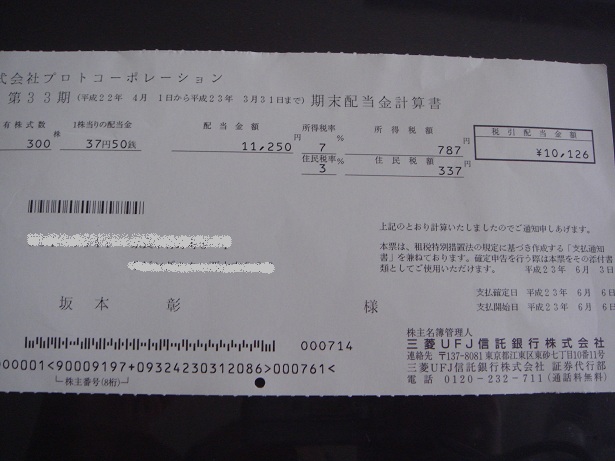 式会社プロトコーポレーション
第33期（平成22年 4月 1日から平成23年 3月31日まで）期末配当金計算書
有株式数 1株当りの配当金 配当金額 所得税率 所得税 税引配当金額
300株 37円50銭 11,250円 7% 787円 ¥10,126
住民税率 住民税
3% 337円
上記のとおり計算いたしましたのでご通知申しあげます。
本票は、租税特別措置法の規定に基づき作成する「支払通知
書」を兼ねております。確定申告を行う際は本票をその添付書
類としてご使用いただけます。 平成23年 6月 3日
支払確定日 平成23年 6月 6日
支払開始日 平成23年 6月 6日
坂本 彰 様
株主名簿管理人
三菱UFJ信託銀行株式会社
連絡先 〒137-8081 東京都江東区東砂七丁目10番11号
三菱UFJ信託銀行株式会社 証券代行部
電話 0120-232-711（通話料無料）
000714
000001<90009197+09324230312086>000761<
株主番号(8桁)